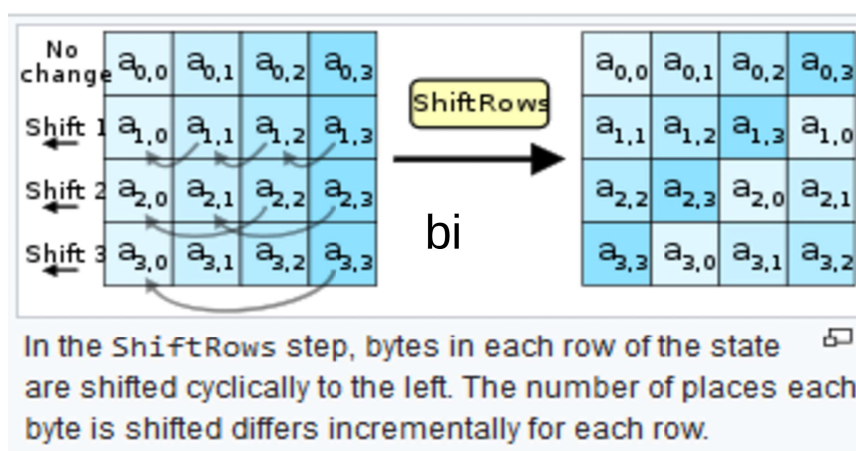 No
change
a0,0 a0,1 a0,2 a0,3
Shift 1
a1,0 a1,1 a1,2 a1,3
Shift 2
a2,0 a2,1 a2,2 a2,3
Shift 3
a3,0 a3,1 a3,2 a3,3
ShiftRows
bi
a0,0 a0,1 a0,2 a0,3
a1,1 a1,2 a1,3 a1,0
a2,2 a2,3 a2,0 a2,1
a3,3 a3,0 a3,1 a3,2
In the ShiftRows step, bytes in each row of the state
are shifted cyclically to the left. The number of places each
byte is shifted differs incrementally for each row.